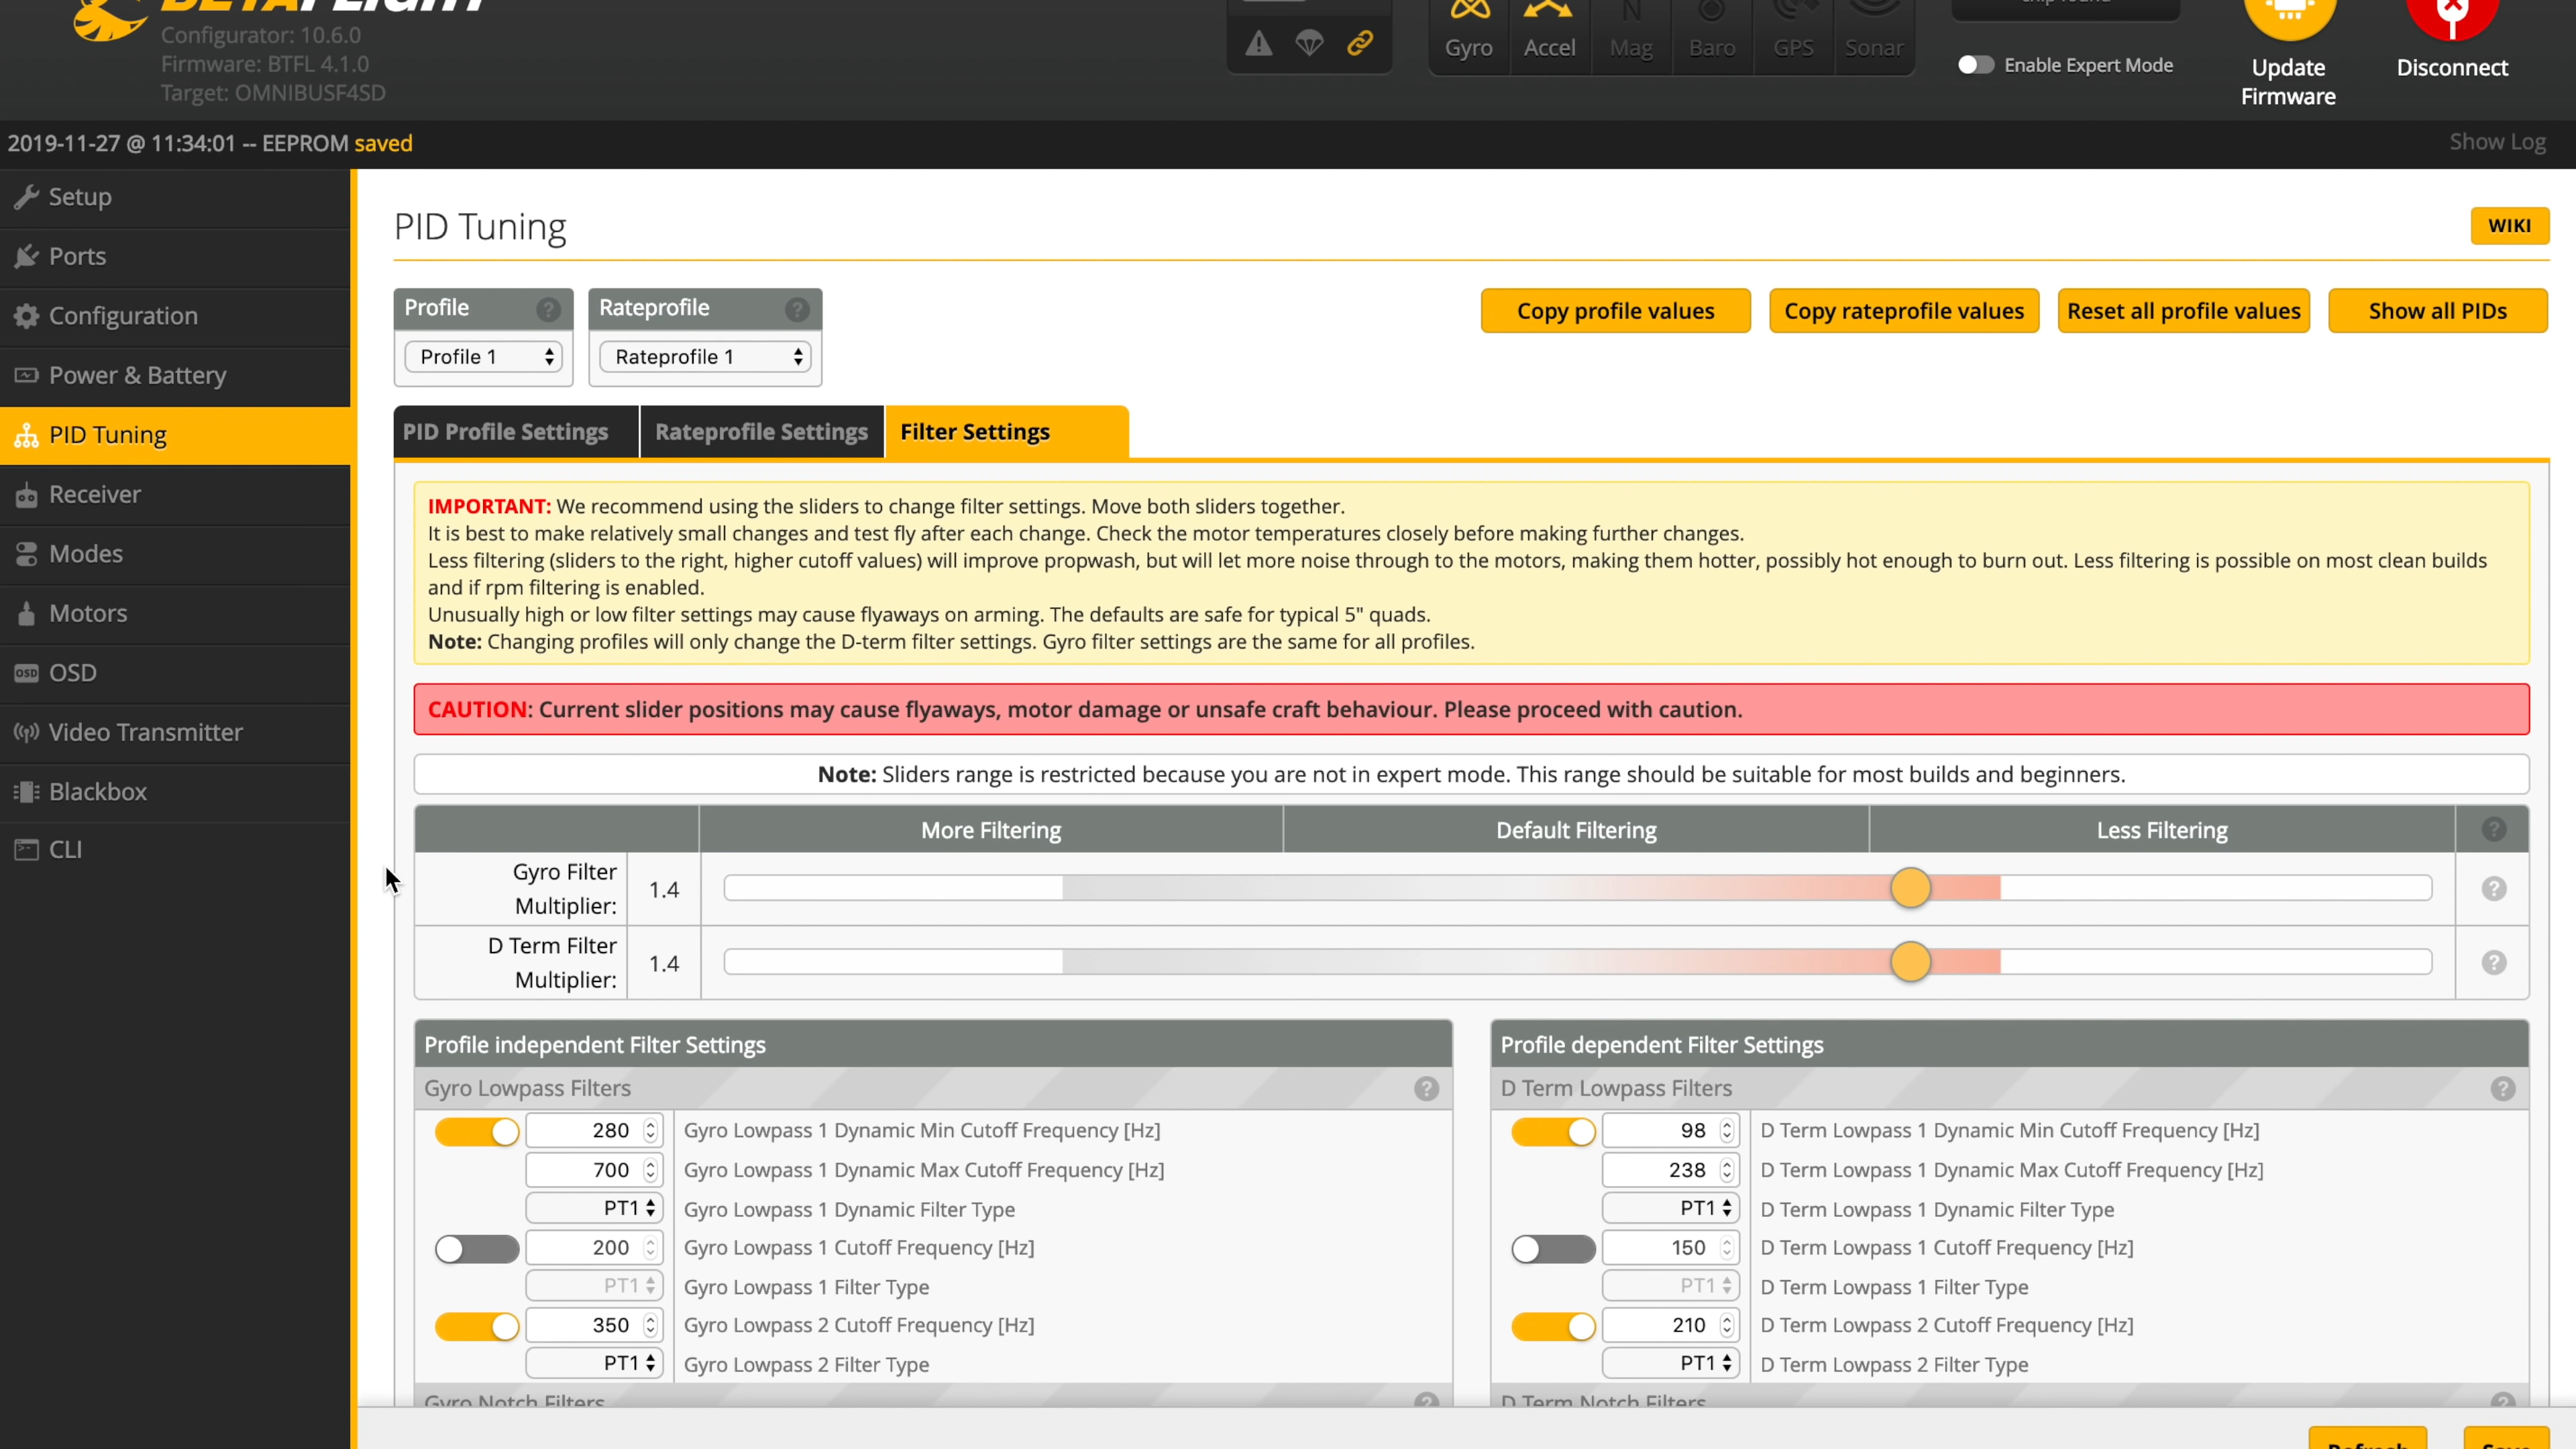 BETAFLIGHT
Configurator: 10.6.0
Firmware: BTFL 4.1.0
Target: OMNIBUSF4SD
Gyro
Accel
Mag
Baro
GPS
Sonar
Enable Expert Mode
Update
Firmware
Disconnect
2019-11-27 @ 11:34:01 -- EEPROM saved
Show Log
Setup
Ports
Configuration
Power & Battery
PID Tuning
Receiver
Modes
Motors
OSD
Video Transmitter
Blackbox
CLI
PID Tuning
WIKI
Profile ?
Profile 1
Rateprofile ?
Rateprofile 1
Copy profile values
Copy rateprofile values
Reset all profile values
Show all PIDs
PID Profile Settings
Rateprofile Settings
Filter Settings
IMPORTANT: We recommend using the sliders to change filter settings. Move both sliders together.
It is best to make relatively small changes and test fly after each change. Check the motor temperatures closely before making further changes.
Less filtering (sliders to the right, higher cutoff values) will improve propwash, but will let more noise through to the motors, making them hotter, possibly hot enough to burn out. Less filtering is possible on most clean builds
and if rpm filtering is enabled.
Unusually high or low filter settings may cause flyaways on arming. The defaults are safe for typical 5" quads.
Note: Changing profiles will only change the D-term filter settings. Gyro filter settings are the same for all profiles.
CAUTION: Current slider positions may cause flyaways, motor damage or unsafe craft behaviour. Please proceed with caution.
Note: Sliders range is restricted because you are not in expert mode. This range should be suitable for most builds and beginners.
More Filtering
Default Filtering
Less Filtering
?
Gyro Filter
Multiplier:
1.4
?
D Term Filter
Multiplier:
1.4
?
Profile independent Filter Settings
Gyro Lowpass Filters ?
280 Gyro Lowpass 1 Dynamic Min Cutoff Frequency [Hz]
700 Gyro Lowpass 1 Dynamic Max Cutoff Frequency [Hz]
PT1 Gyro Lowpass 1 Dynamic Filter Type
200 Gyro Lowpass 1 Cutoff Frequency [Hz]
PT1 Gyro Lowpass 1 Filter Type
350 Gyro Lowpass 2 Cutoff Frequency [Hz]
PT1 Gyro Lowpass 2 Filter Type
Gyro Notch Filters ?
Profile dependent Filter Settings
D Term Lowpass Filters ?
98 D Term Lowpass 1 Dynamic Min Cutoff Frequency [Hz]
238 D Term Lowpass 1 Dynamic Max Cutoff Frequency [Hz]
PT1 D Term Lowpass 1 Dynamic Filter Type
150 D Term Lowpass 1 Cutoff Frequency [Hz]
PT1 D Term Lowpass 1 Filter Type
210 D Term Lowpass 2 Cutoff Frequency [Hz]
PT1 D Term Lowpass 2 Filter Type
D Term Notch Filters ?
Refresh
Save